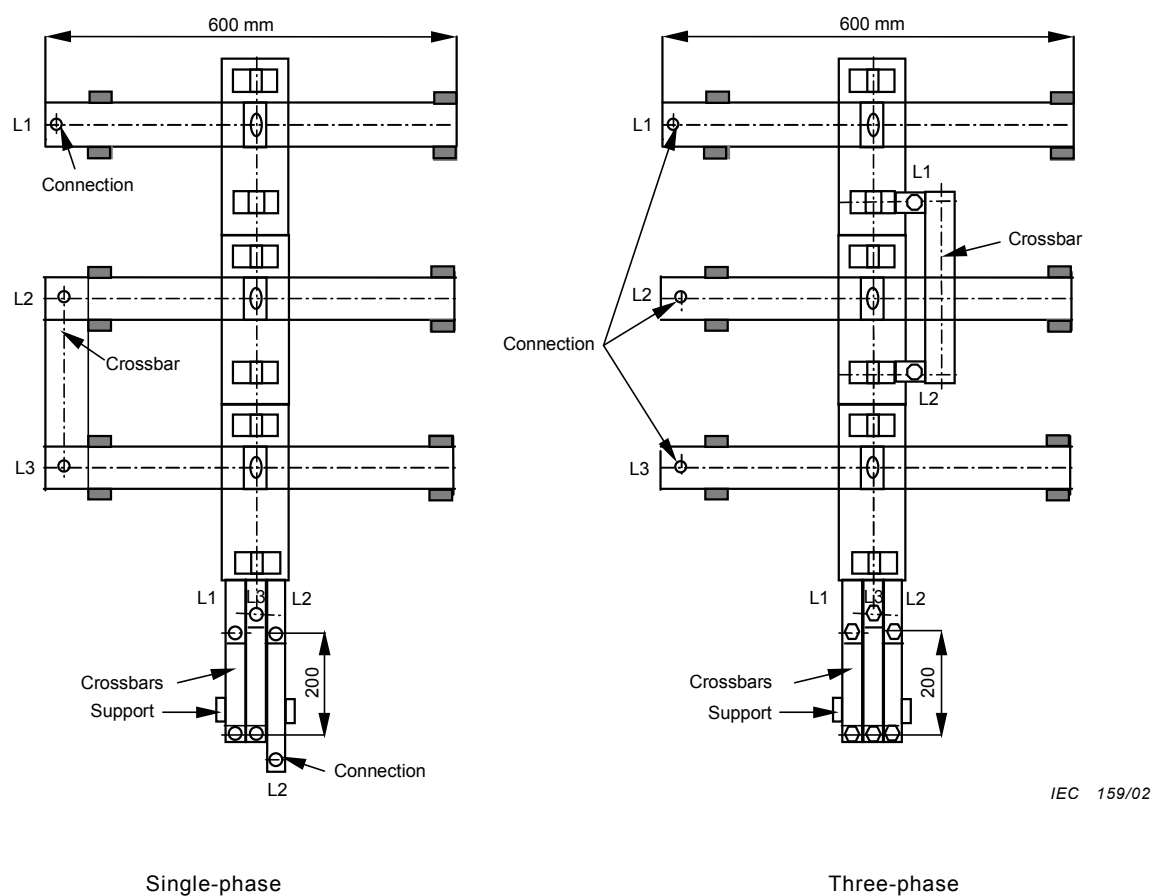 600 mm
L1
Connection
L2
Crossbar
L3
L1
L3
L2
200
Crossbars
Support
Connection
L2
Single-phase
600 mm
L1
L1
Crossbar
L2
Connection
L2
L3
L1
L3
L2
200
Crossbars
Support
IEC 159/02
Three-phase